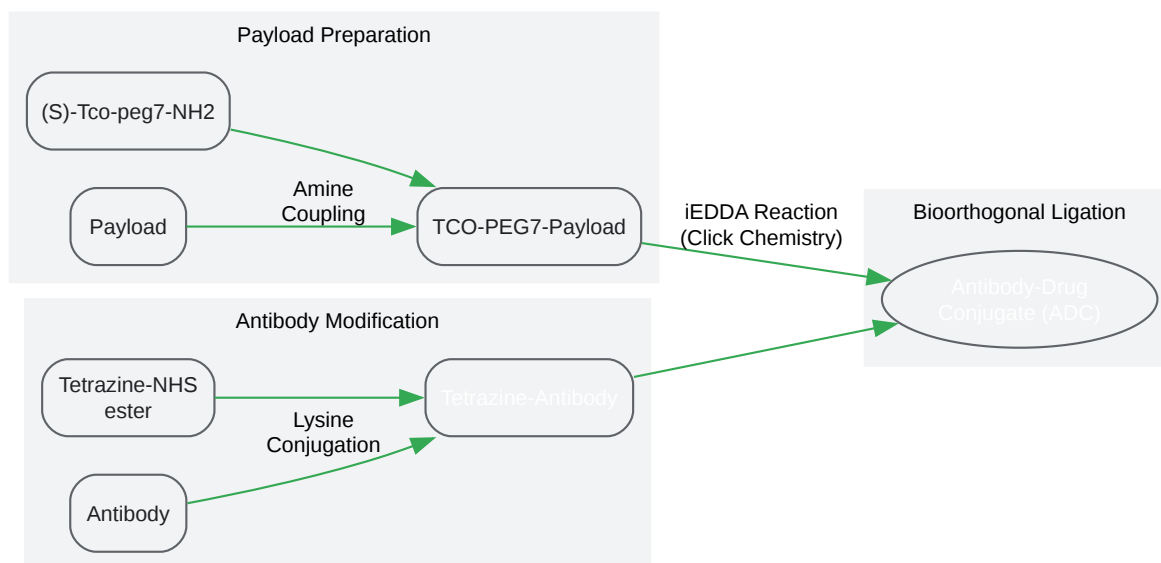 Payload Preparation
(S)-Tco-peg7-NH2
Payload
Amine
Coupling
TCO-PEG7-Payload
iEDDA Reaction
(Click Chemistry)
Bioorthogonal Ligation
Antibody-Drug
Conjugate (ADC)
Antibody Modification
Tetrazine-NHS
ester
Lysine
Conjugation
Tetrazine-Antibody
Antibody